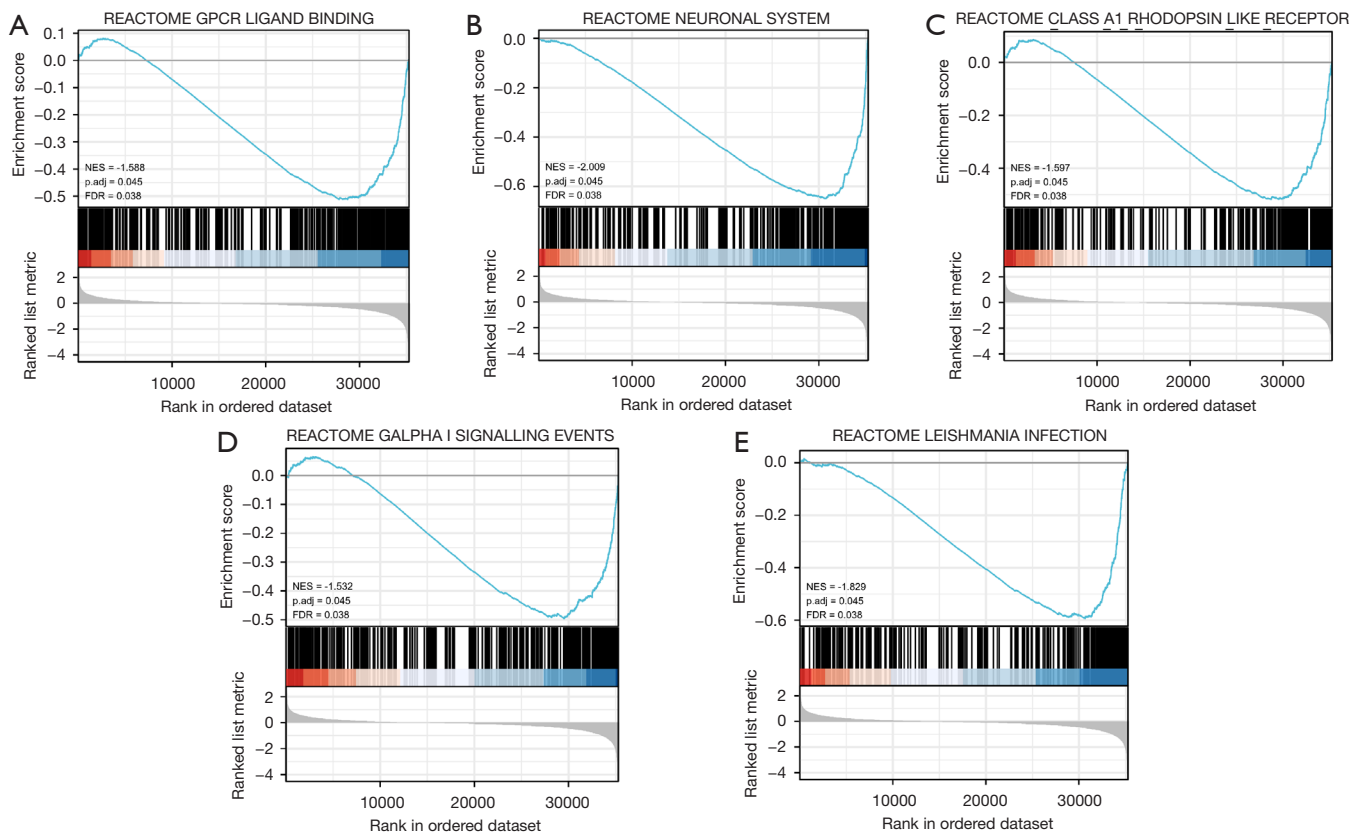 A
REACTOME GPCR LIGAND BINDING
Enrichment score
0.1
0.0
−0.1
−0.2
−0.3
−0.4
−0.5
NES = -1.588
p.adj = 0.045
FDR = 0.038
Ranked list metric
2
0
−2
−4
10000 20000 30000
Rank in ordered dataset
B
REACTOME NEURONAL SYSTEM
Enrichment score
0.0
−0.2
−0.4
−0.6
NES = -2.009
p.adj = 0.045
FDR = 0.038
Ranked list metric
2
0
−2
−4
10000 20000 30000
Rank in ordered dataset
C
REACTOME CLASS A1 RHODOPSIN LIKE RECEPTOR
Enrichment score
0.0
−0.2
−0.4
NES = -1.597
p.adj = 0.045
FDR = 0.038
Ranked list metric
2
0
−2
−4
10000 20000 30000
Rank in ordered dataset
D
REACTOME GALPHA I SIGNALLING EVENTS
Enrichment score
0.0
−0.1
−0.2
−0.3
−0.4
−0.5
NES = -1.532
p.adj = 0.045
FDR = 0.038
Ranked list metric
2
0
−2
−4
10000 20000 30000
Rank in ordered dataset
E
REACTOME LEISHMANIA INFECTION
Enrichment score
0.0
−0.2
−0.4
−0.6
NES = -1.829
p.adj = 0.045
FDR = 0.038
Ranked list metric
2
0
−2
−4
10000 20000 30000
Rank in ordered dataset